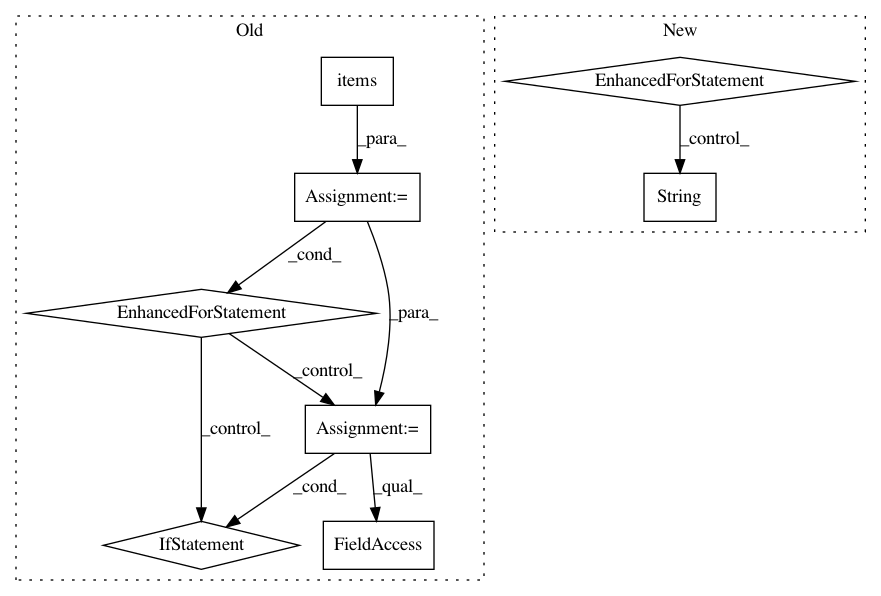 Old
New
items
EnhancedForStatement
_para_
_control_
Assignment:=
String
_cond_
EnhancedForStatement
_para_
_control_
_control_
Assignment:=
_cond_
_qual_
IfStatement
FieldAccess